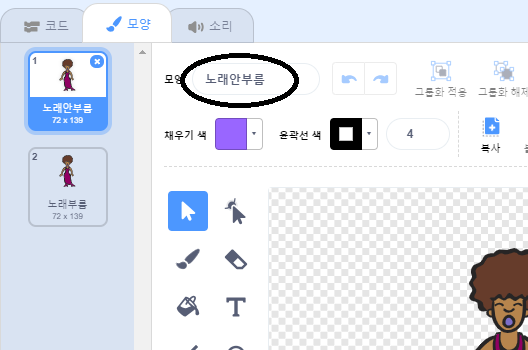 코드 모양 소리
1
노래안부름
72 x 139
2
노래부름
72 x 139
모양 노래안부름
그룹화 적용 그룹화 해제
채우기 색 윤곽선 색 4
복사
T